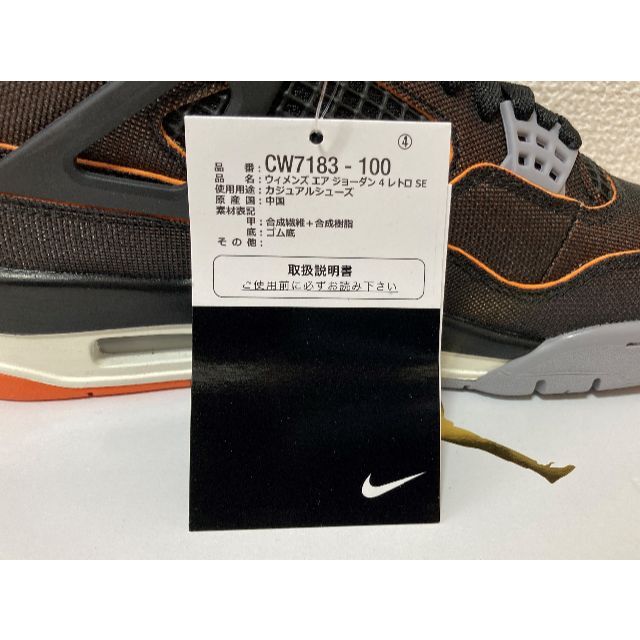 ④
品番：CW7183 - 100
品名：ウィメンズ エア ジョーダン 4 レトロ SE
使用用途：カジュアルシューズ
原産国：中国
素材表記
甲：合成繊維＋合成樹脂
底：ゴム底
その他：
取扱説明書
ご使用前に必ずお読み下さい